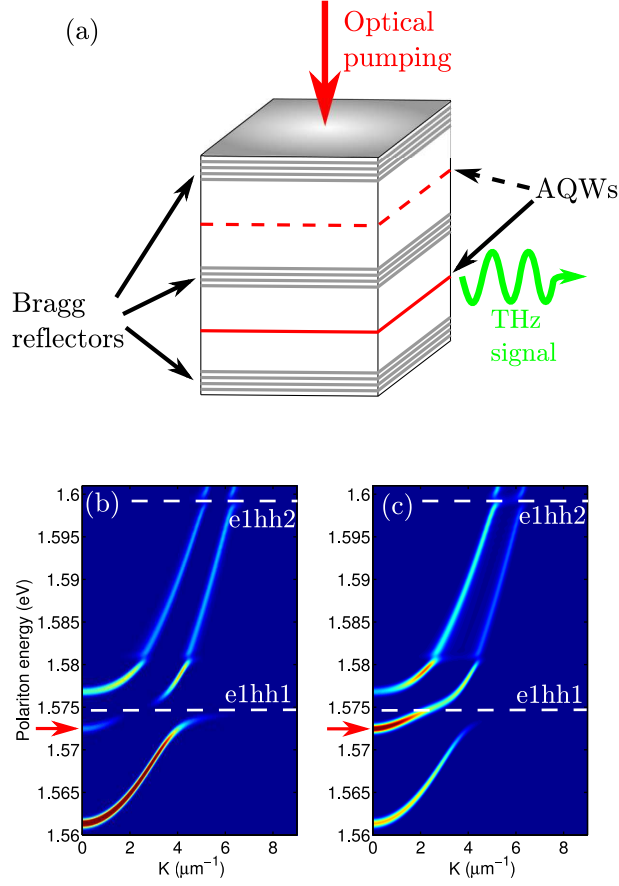 (a)
Optical
pumping
AQWs
Bragg
reflectors
THz
signal
(b)
(c)
e1hh2
e1hh2
e1hh1
e1hh1
Polariton energy (eV)
1.6
1.595
1.59
1.585
1.58
1.575
1.57
1.565
1.56
1.6
1.595
1.59
1.585
1.58
1.575
1.57
1.565
1.56
0 2 4 6 8
0 2 4 6 8
K (μm⁻¹)
K (μm⁻¹)